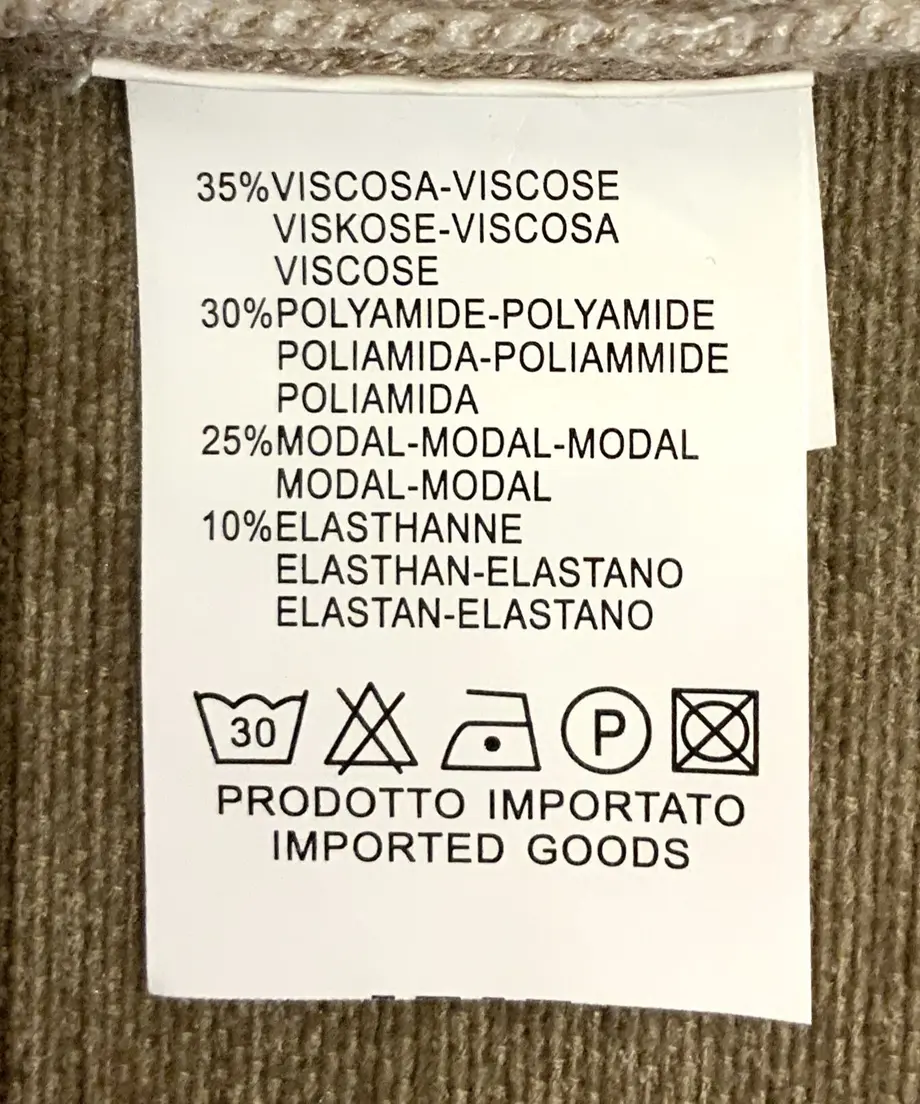 35%VISCOSA-VISCOSE
VISKOSE-VISCOSA
VISCOSE
30%POLYAMIDE-POLYAMIDE
POLIAMIDA-POLIAMMIDE
POLIAMIDA
25%MODAL-MODAL-MODAL
MODAL-MODAL
10%ELASTHANNE
ELASTHAN-ELASTANO
ELASTAN-ELASTANO
30 P
PRODOTTO IMPORTATO
IMPORTED GOODS